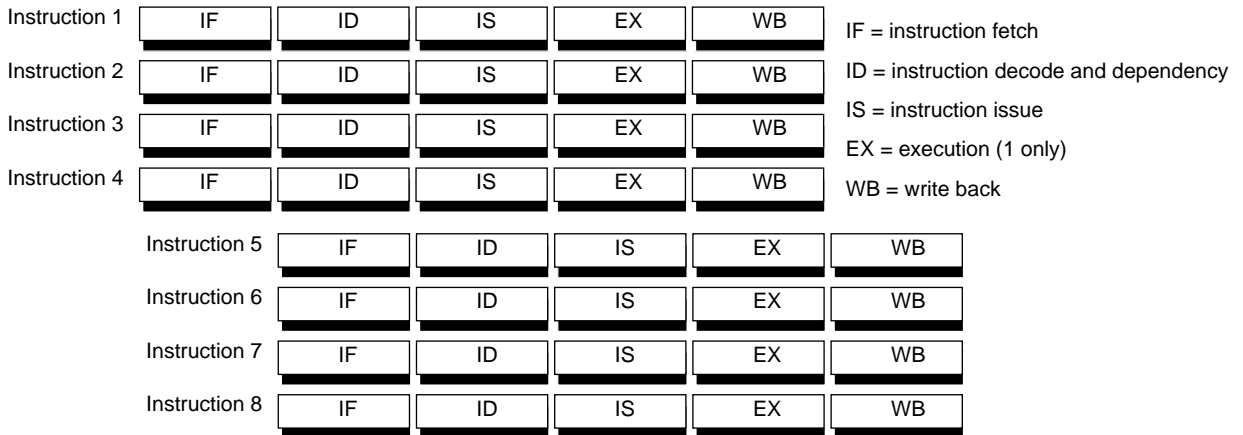 Instruction 1 IF ID IS EX WB
IF = instruction fetch
Instruction 2 IF ID IS EX WB
ID = instruction decode and dependency
Instruction 3 IF ID IS EX WB
IS = instruction issue
EX = execution (1 only)
Instruction 4 IF ID IS EX WB
WB = write back
Instruction 5 IF ID IS EX WB
Instruction 6 IF ID IS EX WB
Instruction 7 IF ID IS EX WB
Instruction 8 IF ID IS EX WB